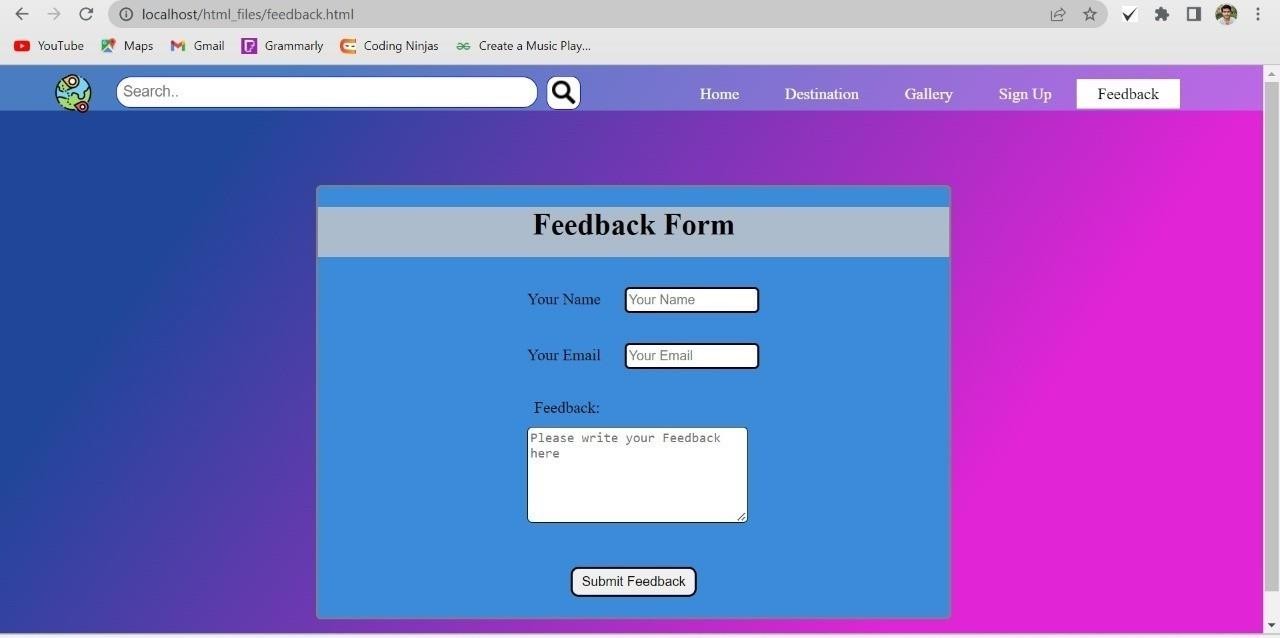 localhost/html_files/feedback.html
YouTube Maps Gmail Grammarly Coding Ninjas Create a Music Play...
Search.. Home Destination Gallery Sign Up Feedback
Feedback Form
Your Name Your Name
Your Email Your Email
Feedback:
Please write your Feedback
here
Submit Feedback